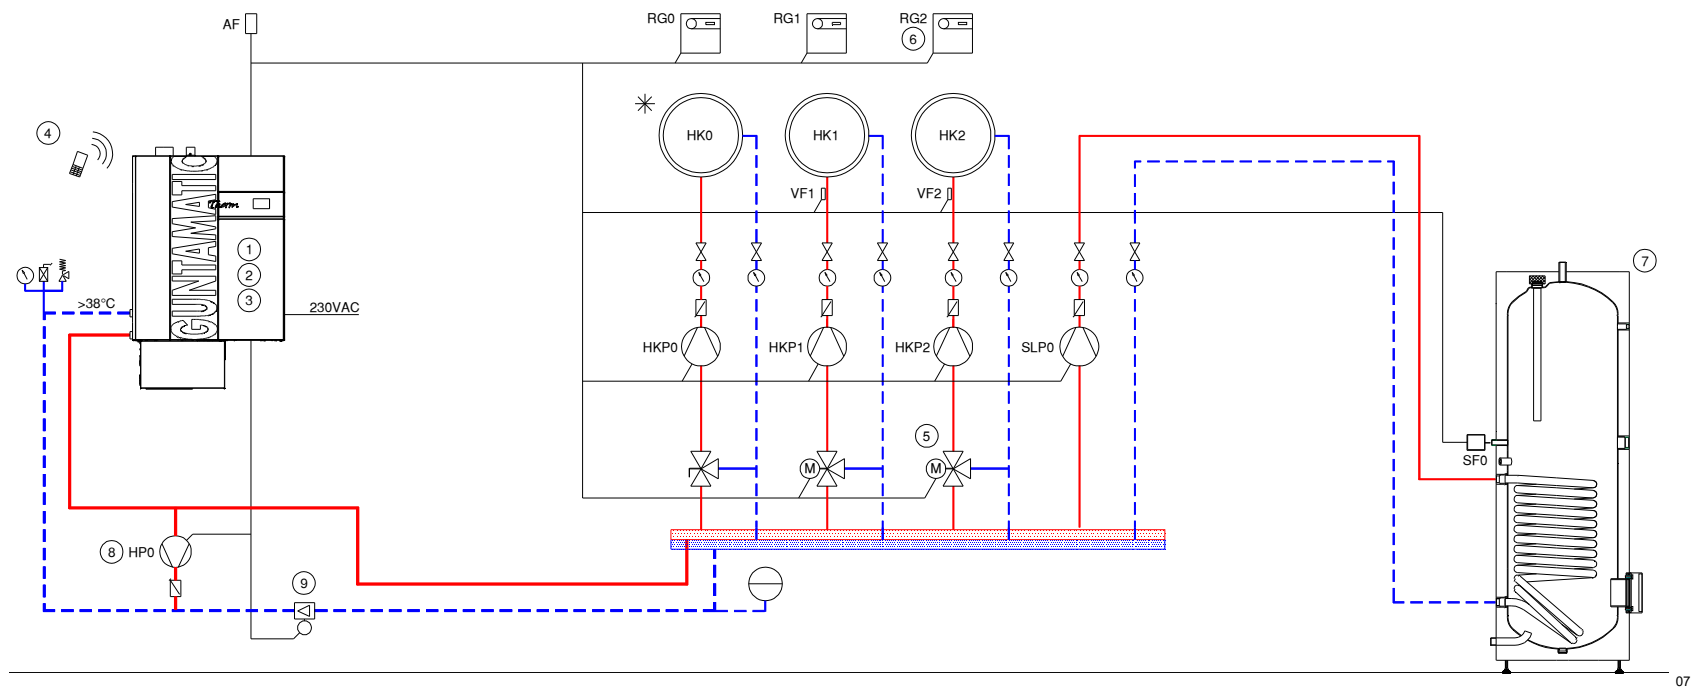 AF
RG0
RG1
RG2
6
4
HK0
HK1
HK2
GUNTAMATIC
Therm
VF1
VF2
1
2
3
7
>38°C
230VAC
HKP0
HKP1
HKP2
SLP0
5
M
M
SF0
8
HP0
9
07